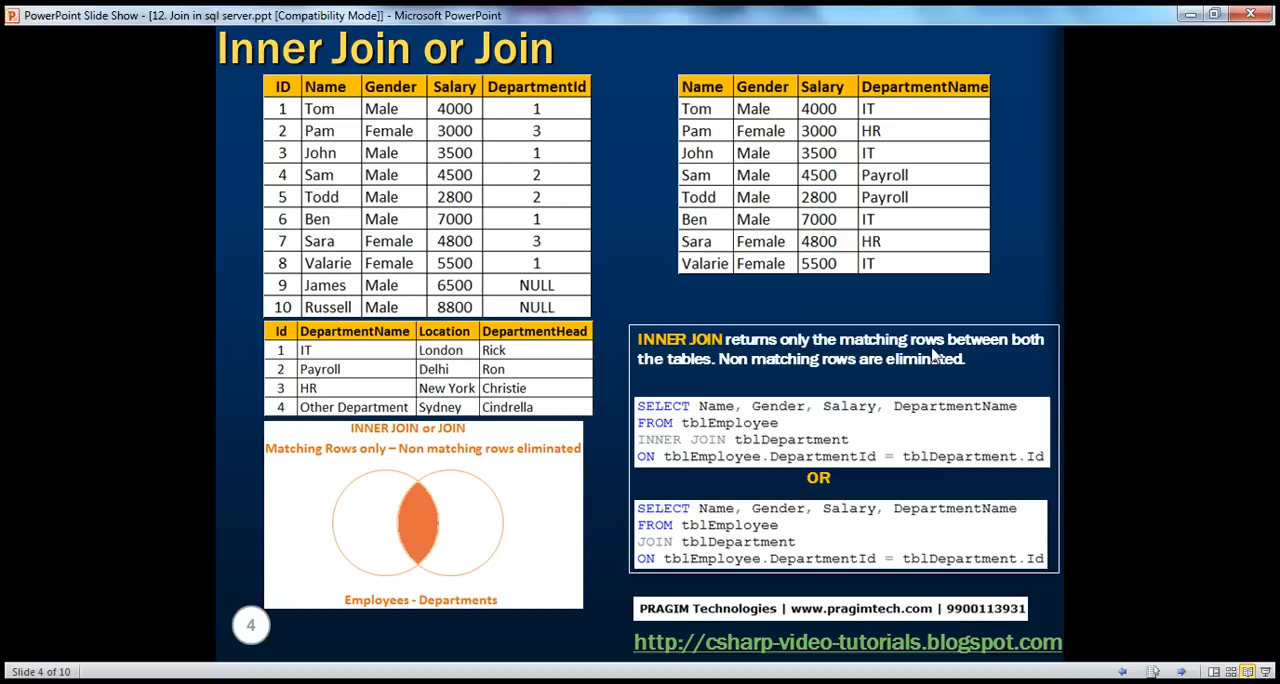 PowerPoint Slide Show - [12. Join in sql server.ppt [Compatibility Mode]] - Microsoft PowerPoint
Inner Join or Join
ID Name Gender Salary DepartmentId
1 Tom Male 4000 1
2 Pam Female 3000 3
3 John Male 3500 1
4 Sam Male 4500 2
5 Todd Male 2800 2
6 Ben Male 7000 1
7 Sara Female 4800 3
8 Valarie Female 5500 1
9 James Male 6500 NULL
10 Russell Male 8800 NULL
Id DepartmentName Location DepartmentHead
1 IT London Rick
2 Payroll Delhi Ron
3 HR New York Christie
4 Other Department Sydney Cindrella
INNER JOIN or JOIN
Matching Rows only – Non matching rows eliminated
Employees - Departments
4
Name Gender Salary DepartmentName
Tom Male 4000 IT
Pam Female 3000 HR
John Male 3500 IT
Sam Male 4500 Payroll
Todd Male 2800 Payroll
Ben Male 7000 IT
Sara Female 4800 HR
Valarie Female 5500 IT
INNER JOIN returns only the matching rows between both
the tables. Non matching rows are eliminated.
SELECT Name, Gender, Salary, DepartmentName
FROM tblEmployee
INNER JOIN tblDepartment
ON tblEmployee.DepartmentId = tblDepartment.Id
OR
SELECT Name, Gender, Salary, DepartmentName
FROM tblEmployee
JOIN tblDepartment
ON tblEmployee.DepartmentId = tblDepartment.Id
PRAGIM Technologies | www.pragimtech.com | 9900113931
http://csharp-video-tutorials.blogspot.com
Slide 4 of 10